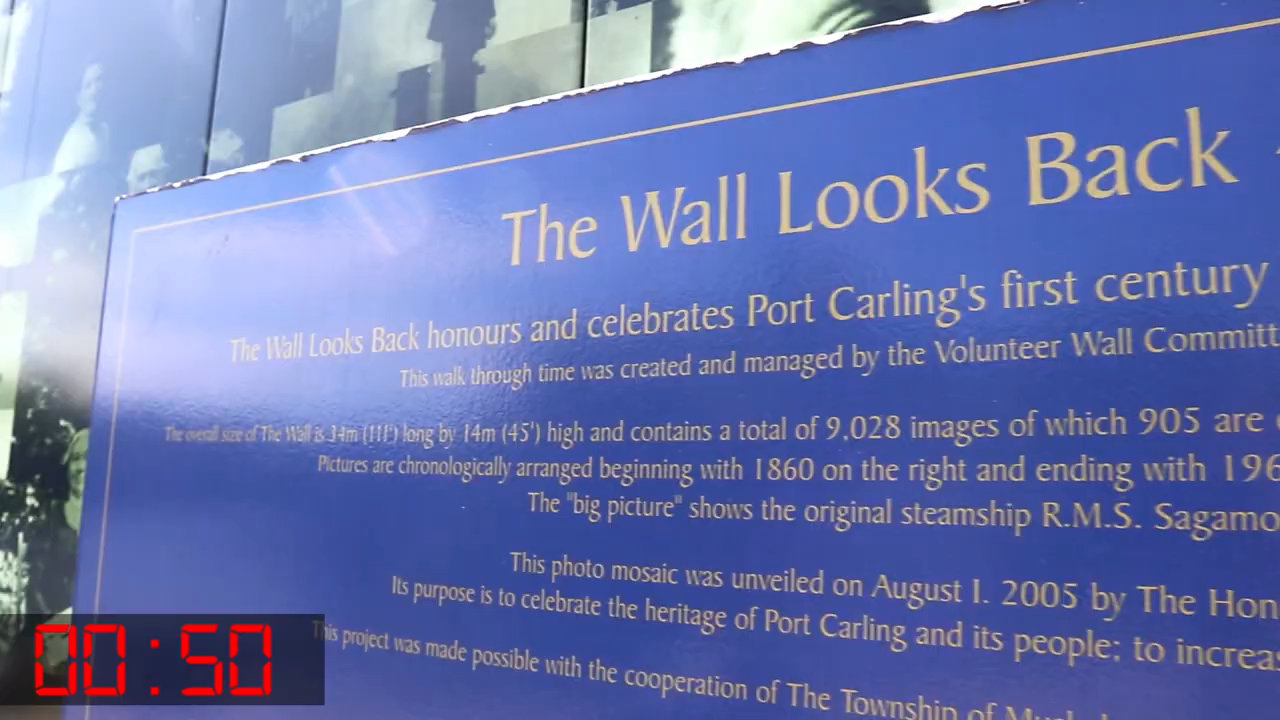 The Wall Looks Back
The Wall Looks Back honours and celebrates Port Carling's first century
This walk through time was created and managed by the Volunteer Wall Committ
The overall size of The Wall is 34m (111') long by 14m (45') high and contains a total of 9,028 images of which 905 are
Pictures are chronologically arranged beginning with 1860 on the right and ending with 196
The "big picture" shows the original steamship R.M.S. Sagamo
This photo mosaic was unveiled on August 1, 2005 by The Hon
Its purpose is to celebrate the heritage of Port Carling and its people; to increas
This project was made possible with the cooperation of The Township of
00:50